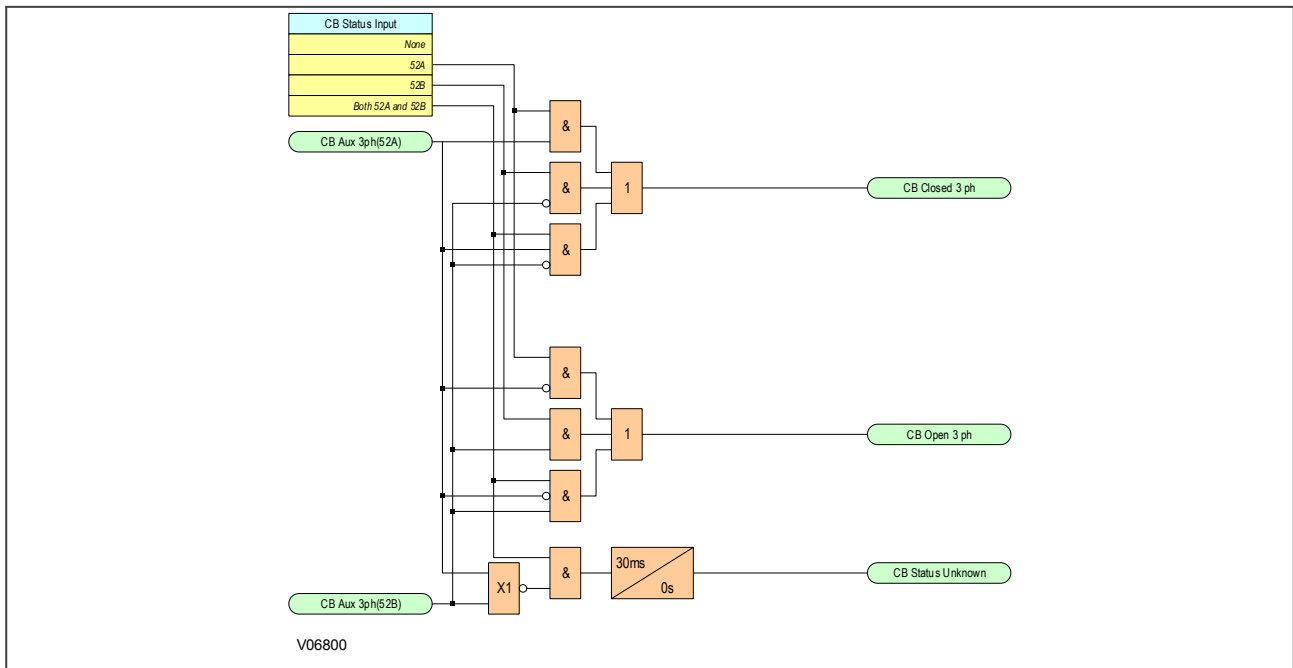 CB Status Input
None
52A
52B
Both 52A and 52B
CB Aux 3ph(52A)
&
&
1
CB Closed 3 ph
&
&
&
1
CB Open 3 ph
&
&
30ms
0s
X1
CB Status Unknown
CB Aux 3ph(52B)
V06800